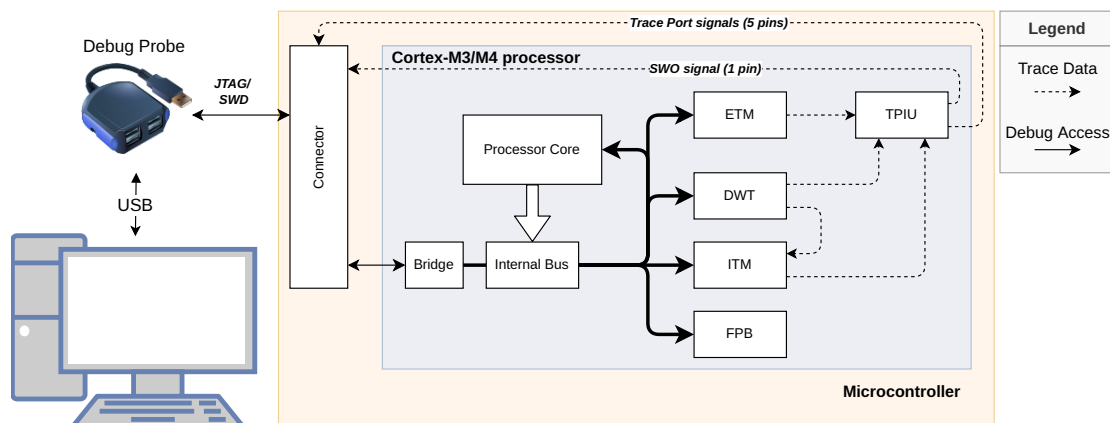 Debug Probe
JTAG/
SWD
USB
Connector
Trace Port signals (5 pins)
Cortex-M3/M4 processor
SWO signal (1 pin)
ETM
TPIU
Processor Core
DWT
Bridge
Internal Bus
ITM
FPB
Microcontroller
Legend
Trace Data
Debug Access